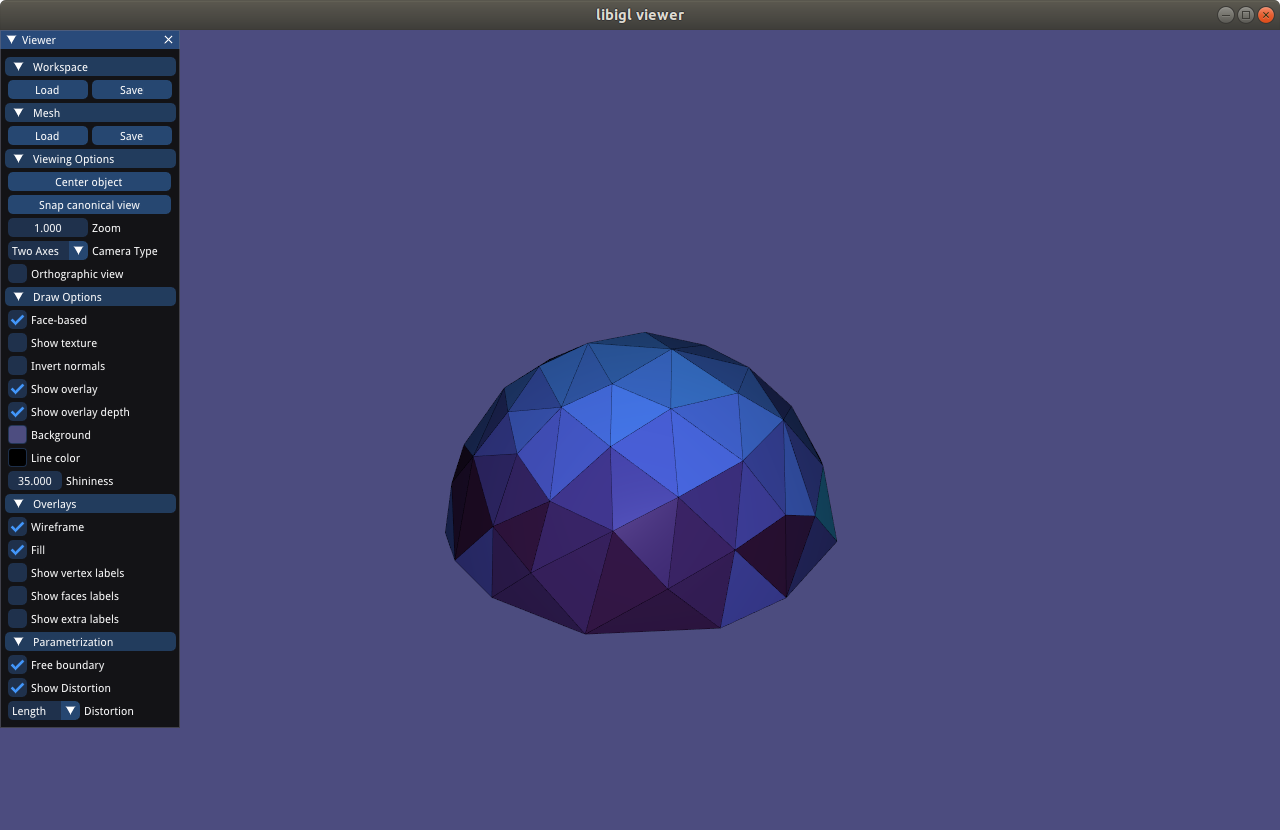 libigl viewer
Viewer
Workspace
Load Save
Mesh
Load Save
Viewing Options
Center object
Snap canonical view
1.000 Zoom
Two Axes Camera Type
Orthographic view
Draw Options
Face-based
Show texture
Invert normals
Show overlay
Show overlay depth
Background
Line color
35.000 Shininess
Overlays
Wireframe
Fill
Show vertex labels
Show faces labels
Show extra labels
Parametrization
Free boundary
Show Distortion
Length Distortion